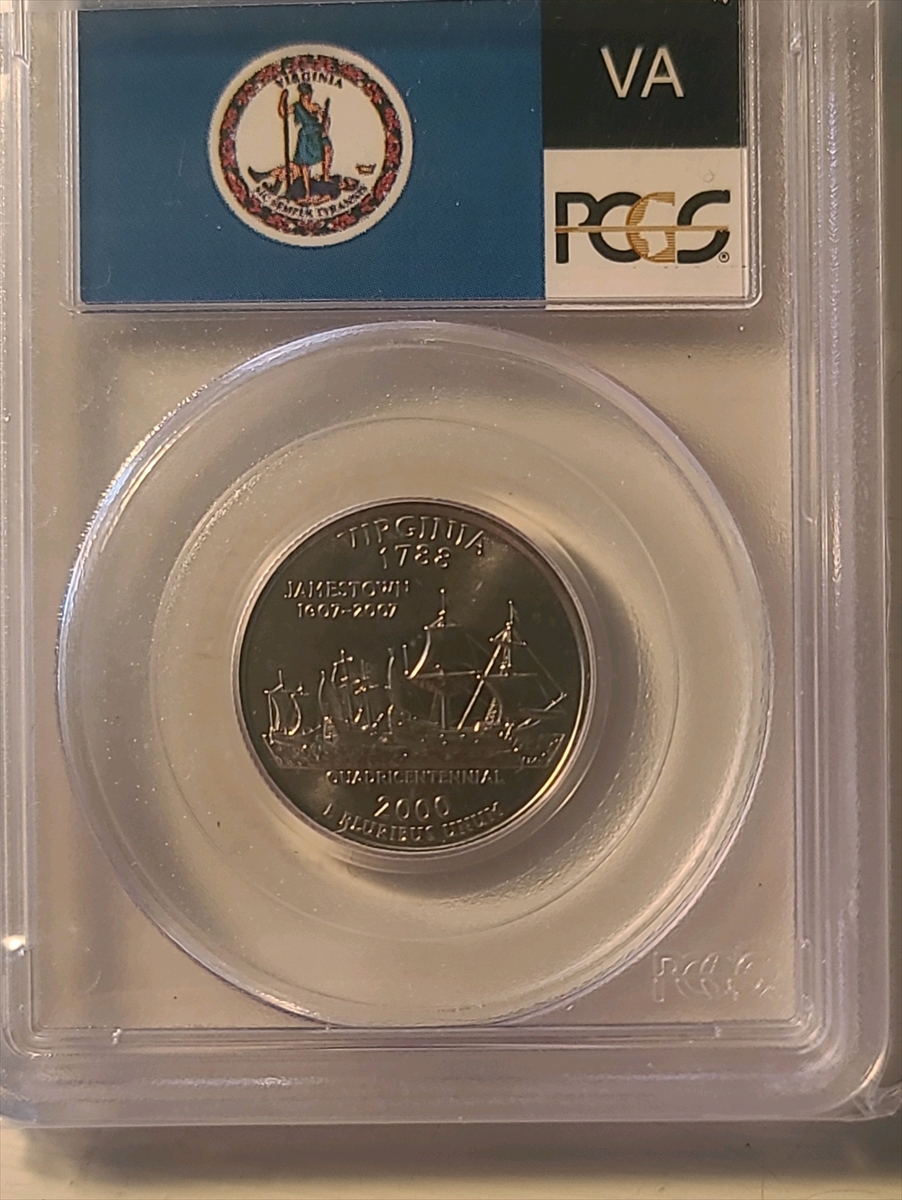 VIRGINIA
SIC SEMPER TYRANNIS
VA
PCGS
VIRGINIA
1788
JAMESTOWN
1607-2007
QUADRICENTENNIAL
2000
E PLURIBUS UNUM
PCGS